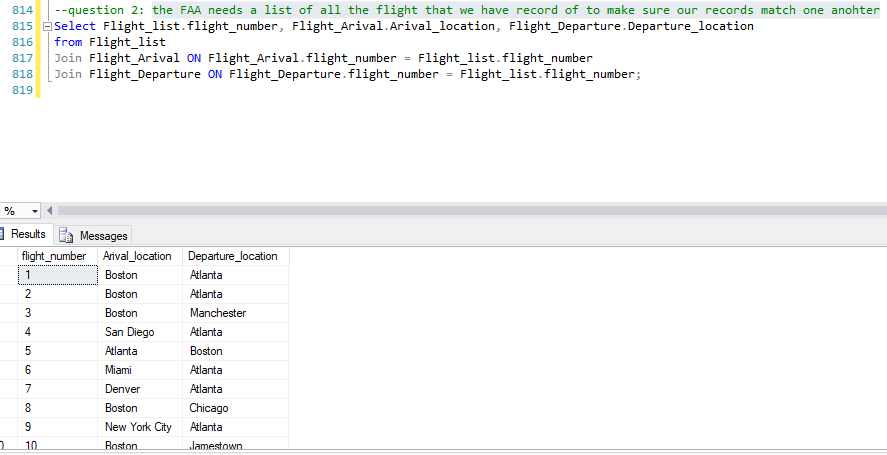 814 --question 2: the FAA needs a list of all the flight that we have record of to make sure our records match one anohter
815 Select Flight_list.flight_number, Flight_Arival.Arival_location, Flight_Departure.Departure_location
816 from Flight_list
817 Join Flight_Arival ON Flight_Arival.flight_number = Flight_list.flight_number
818 Join Flight_Departure ON Flight_Departure.flight_number = Flight_list.flight_number;
819
%
Results Messages
flight_number Arival_location Departure_location
1 Boston Atlanta
2 Boston Atlanta
3 Boston Manchester
4 San Diego Atlanta
5 Atlanta Boston
6 Miami Atlanta
7 Denver Atlanta
8 Boston Chicago
9 New York City Atlanta
0 10 Boston Jamestown